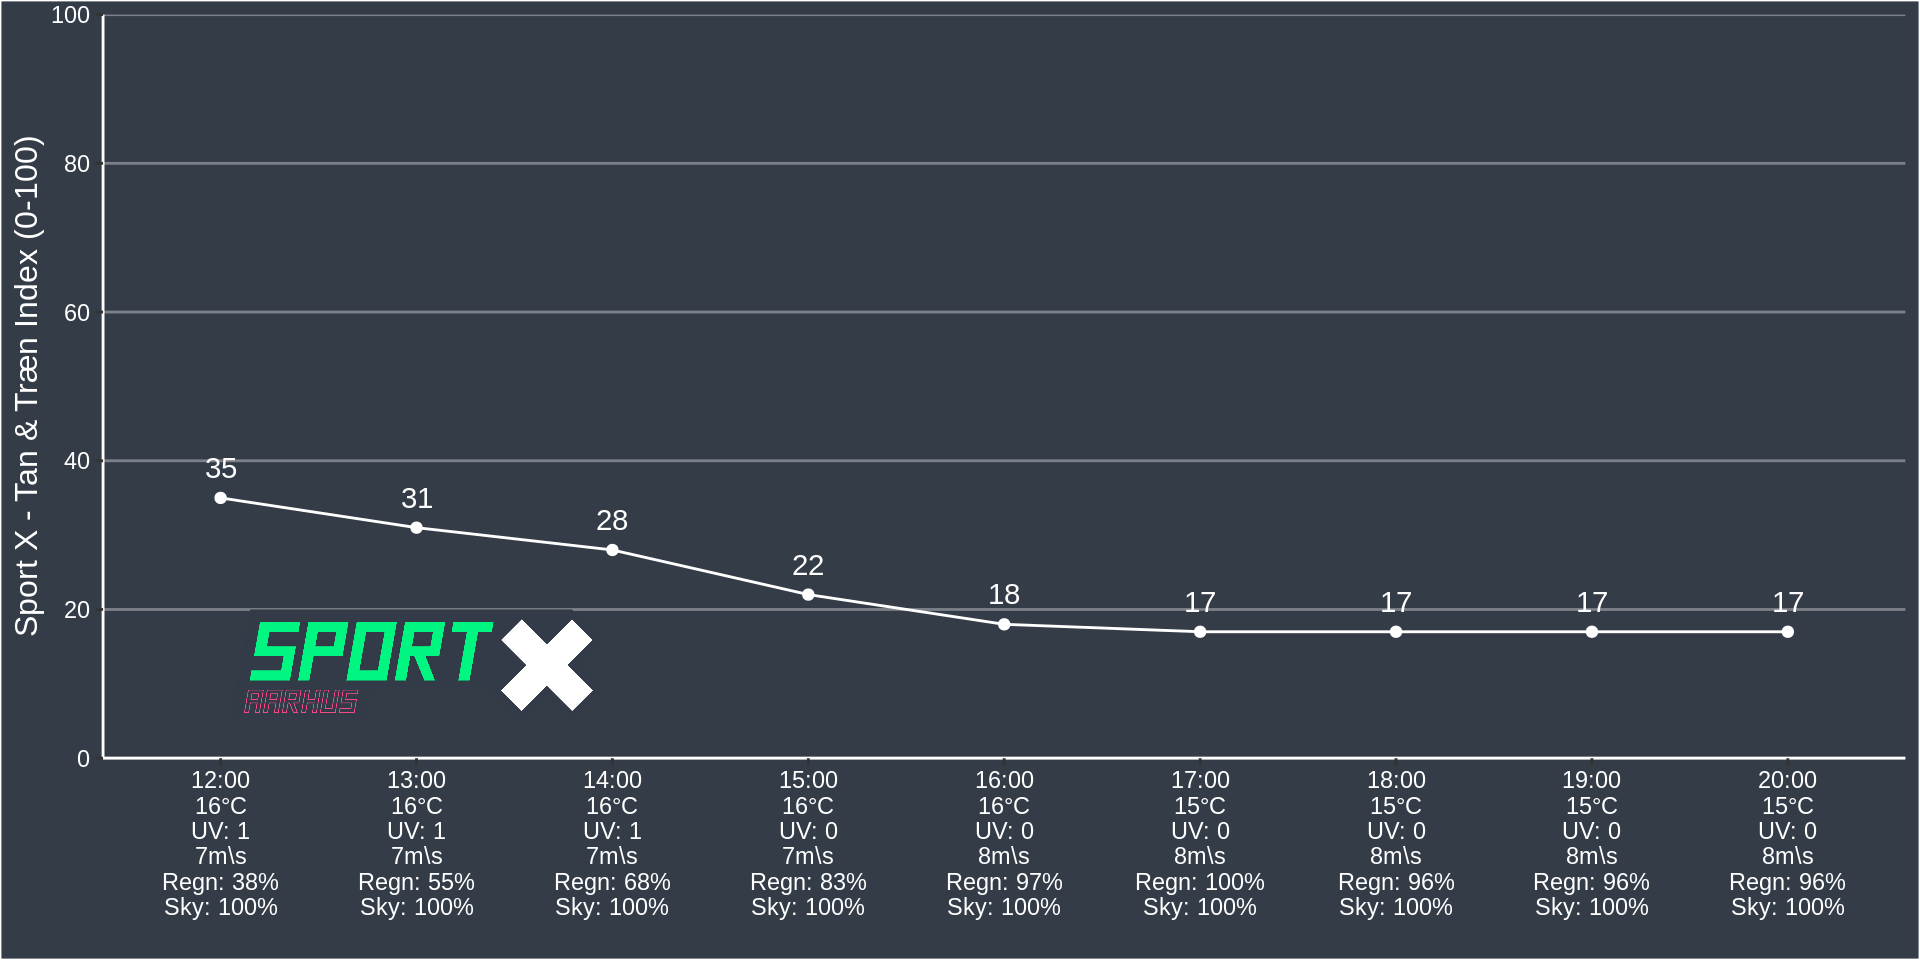 Sport X - Tan & Træn Index (0-100)
100
80
60
40
20
0
35
31
28
22
18
17
17
17
17
SPORT X
AARHUS
12:00 13:00 14:00 15:00 16:00 17:00 18:00 19:00 20:00
16°C 16°C 16°C 16°C 16°C 15°C 15°C 15°C 15°C
UV: 1 UV: 1 UV: 1 UV: 0 UV: 0 UV: 0 UV: 0 UV: 0 UV: 0
7m\s 7m\s 7m\s 7m\s 8m\s 8m\s 8m\s 8m\s 8m\s
Regn: 38% Regn: 55% Regn: 68% Regn: 83% Regn: 97% Regn: 100% Regn: 96% Regn: 96% Regn: 96%
Sky: 100% Sky: 100% Sky: 100% Sky: 100% Sky: 100% Sky: 100% Sky: 100% Sky: 100% Sky: 100%